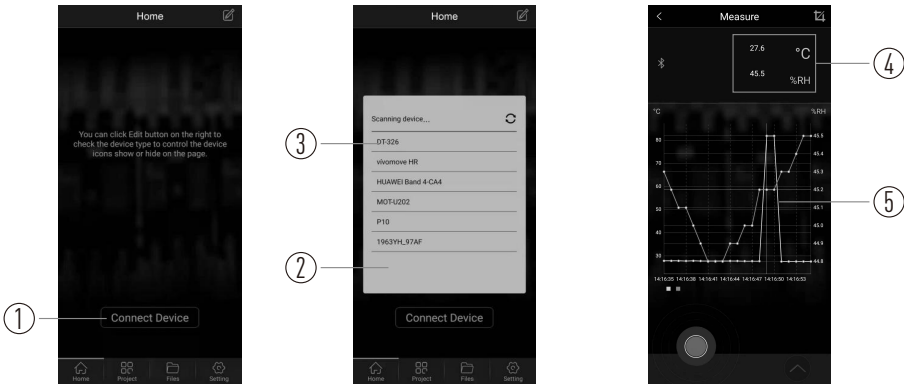 Home
You can click Edit button on the right to
check the device type to control the device
icons show or hide on the page.
1
Connect Device
Home Project Files Setting
Home
Scanning device...
3
DT-326
vívomove HR
HUAWEI Band 4-CA4
MOT-U202
P10
1963YH_97AF
2
Connect Device
Home Project Files Setting
Measure
27.6 °C
45.5 %RH
4
°C %RH
80 70 60 50 40 30
45.5 45.4 45.3 45.2 45.1 45.0 44.9 44.8
5
14:16:35 14:16:38 14:16:41 14:16:44 14:16:47 14:16:50 14:16:53